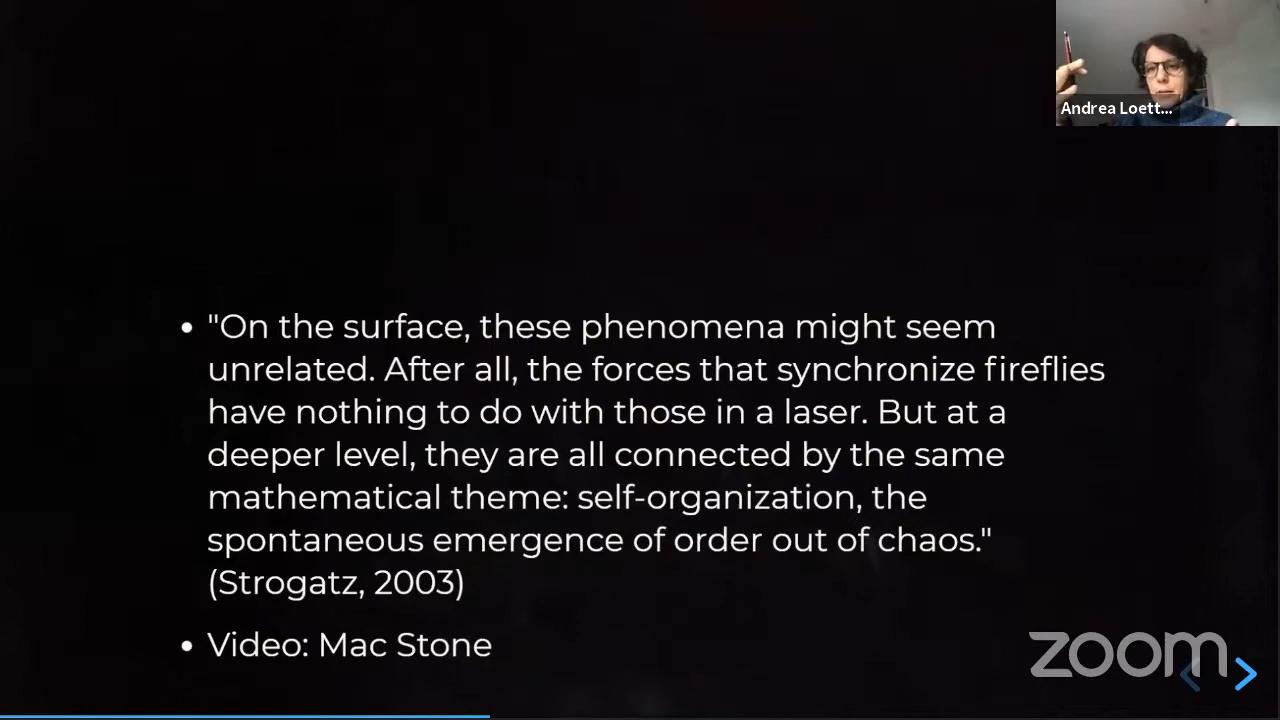 Andrea Loett...
• "On the surface, these phenomena might seem
unrelated. After all, the forces that synchronize fireflies
have nothing to do with those in a laser. But at a
deeper level, they are all connected by the same
mathematical theme: self-organization, the
spontaneous emergence of order out of chaos."
(Strogatz, 2003)
• Video: Mac Stone
zoom